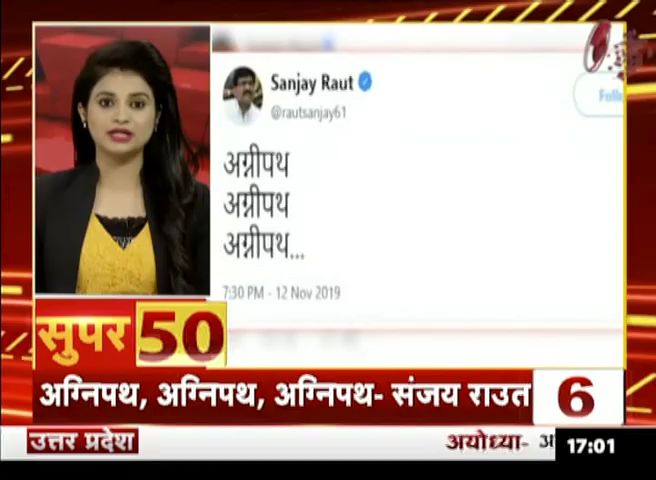 Sanjay Raut
@rautsanjay61
अग्नीपथ
अग्नीपथ
अग्नीपथ...
7:30 PM - 12 Nov 2019
सुपर 50
अग्निपथ, अग्निपथ, अग्निपथ- संजय राउत 6
उत्तर प्रदेश अयोध्या- 17:01